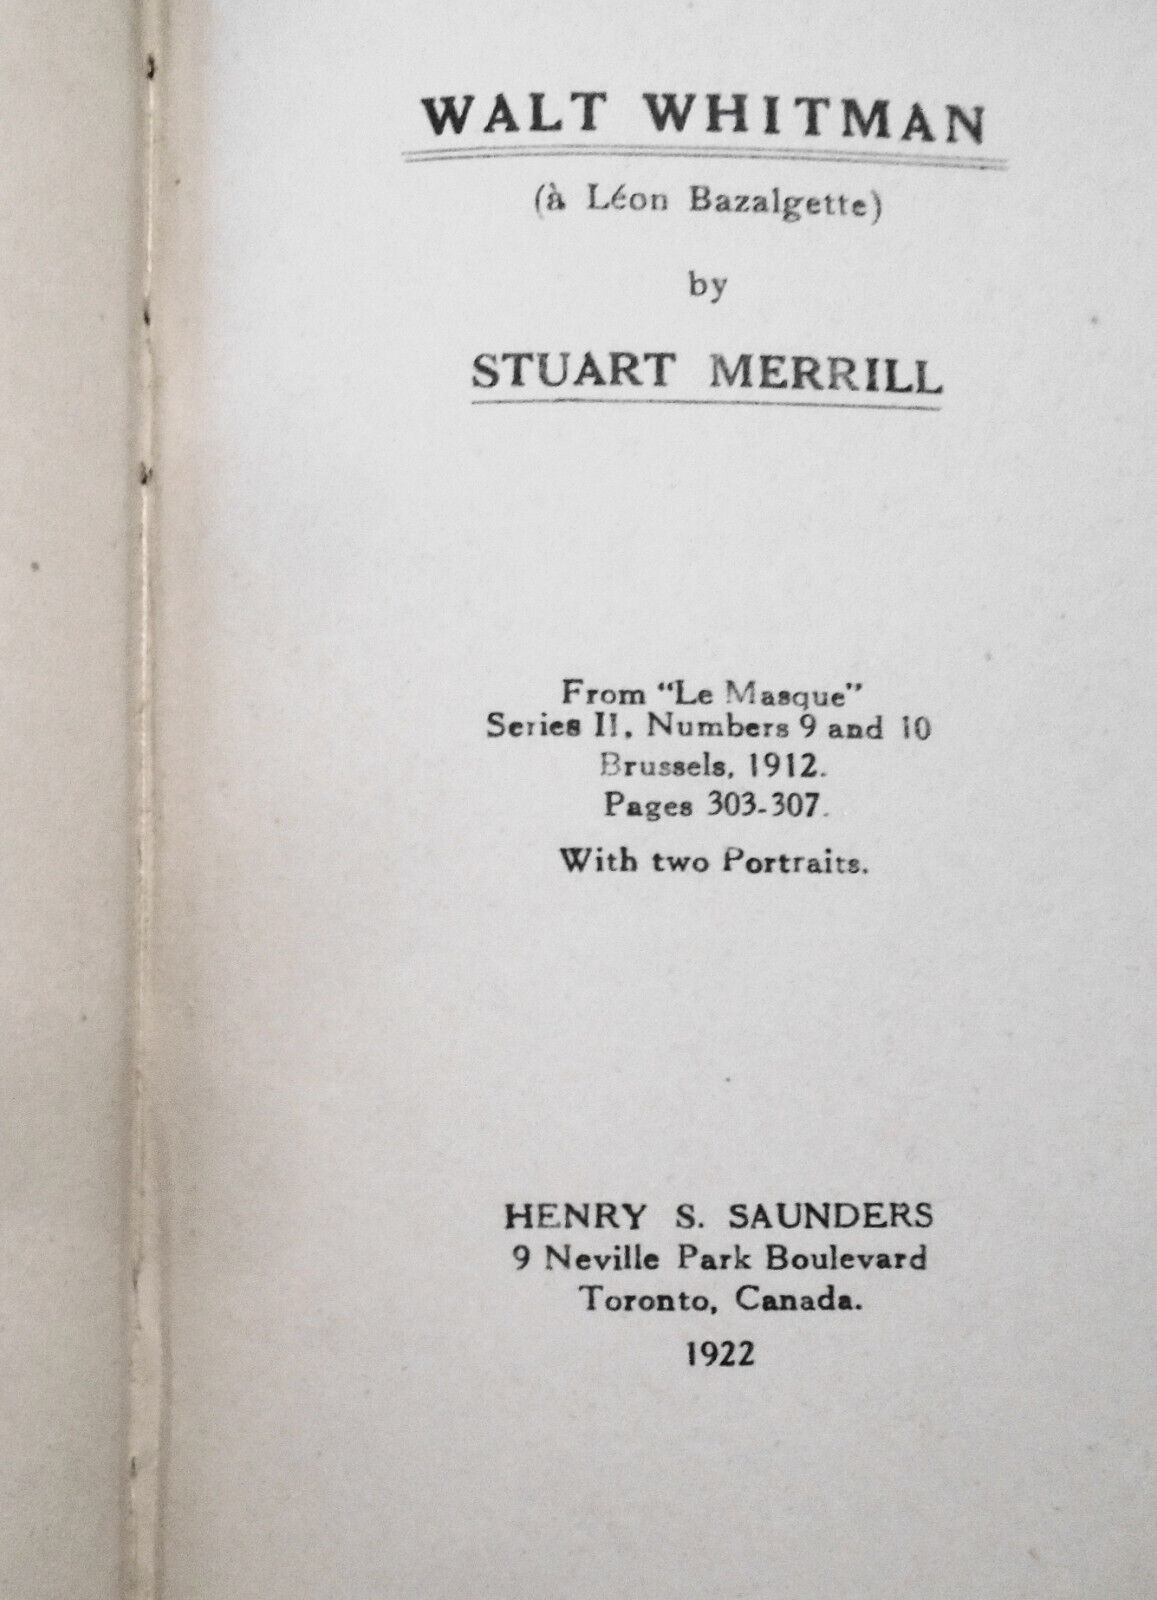 WALT WHITMAN
(à Léon Bazalgette)
by
STUART MERRILL
From "Le Masque"
Series II, Numbers 9 and 10
Brussels, 1912.
Pages 303-307.
With two Portraits.
HENRY S. SAUNDERS
9 Neville Park Boulevard
Toronto, Canada.
1922